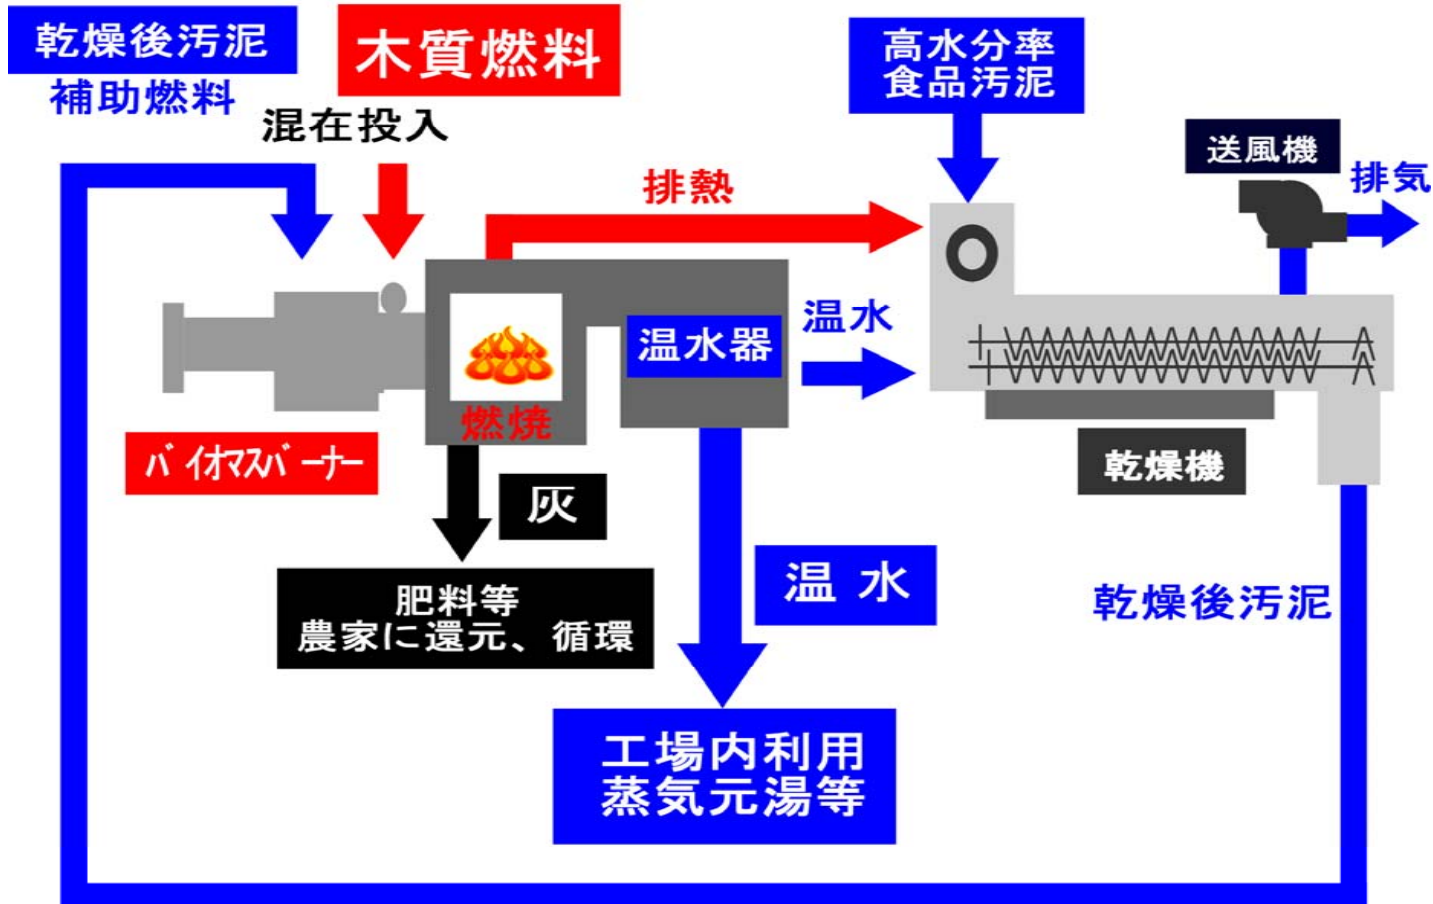 乾燥後汚泥
補助燃料
木質燃料
混在投入
高水分率
食品汚泥
送風機
排気
排熱
温水
温水器
燃焼
バイオマスバーナー
乾燥機
灰
肥料等
農家に還元、循環
温水
乾燥後汚泥
工場内利用
蒸気元湯等